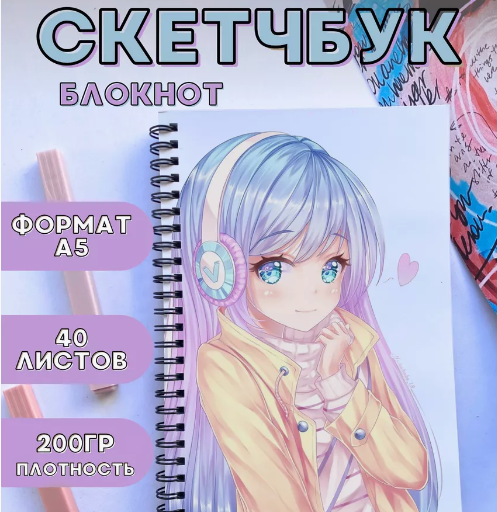 СКЕТЧБУК
БЛОКНОТ
ФОРМАТ
А5
40
ЛИСТОВ
200ГР
ПЛОТНОСТЬ